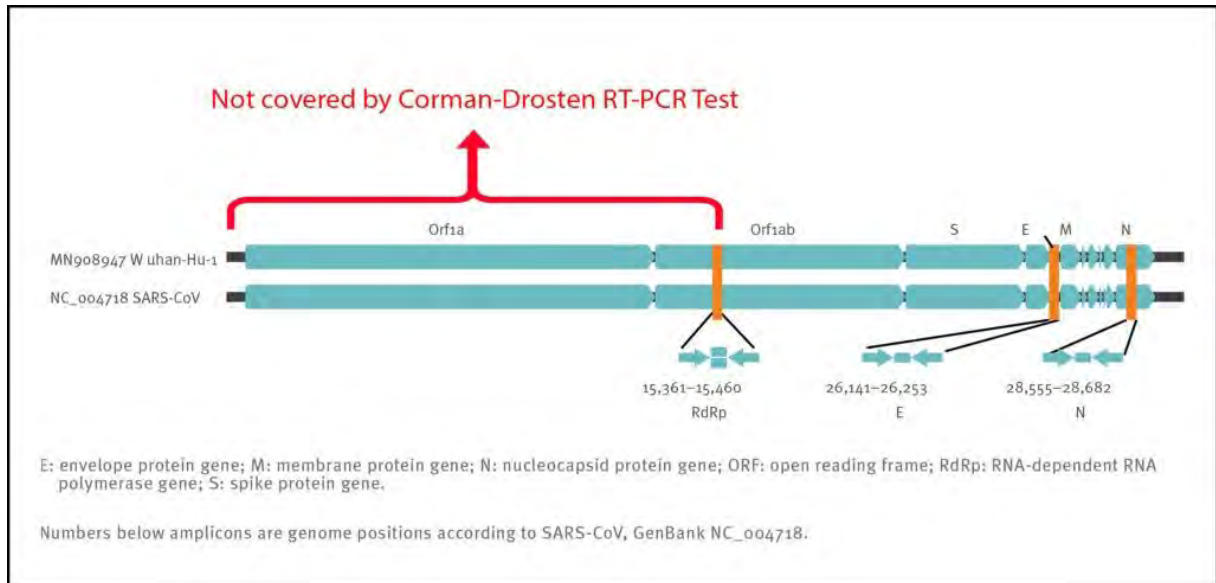 Not covered by Corman-Drosten RT-PCR Test
Orf1a Orf1ab S E M N
MN908947 W uhan-Hu-1
NC_004718 SARS-CoV
15,361–15,460 26,141–26,253 28,555–28,682
RdRp E N
E: envelope protein gene; M: membrane protein gene; N: nucleocapsid protein gene; ORF: open reading frame; RdRp: RNA-dependent RNA
polymerase gene; S: spike protein gene.
Numbers below amplicons are genome positions according to SARS-CoV, GenBank NC_004718.